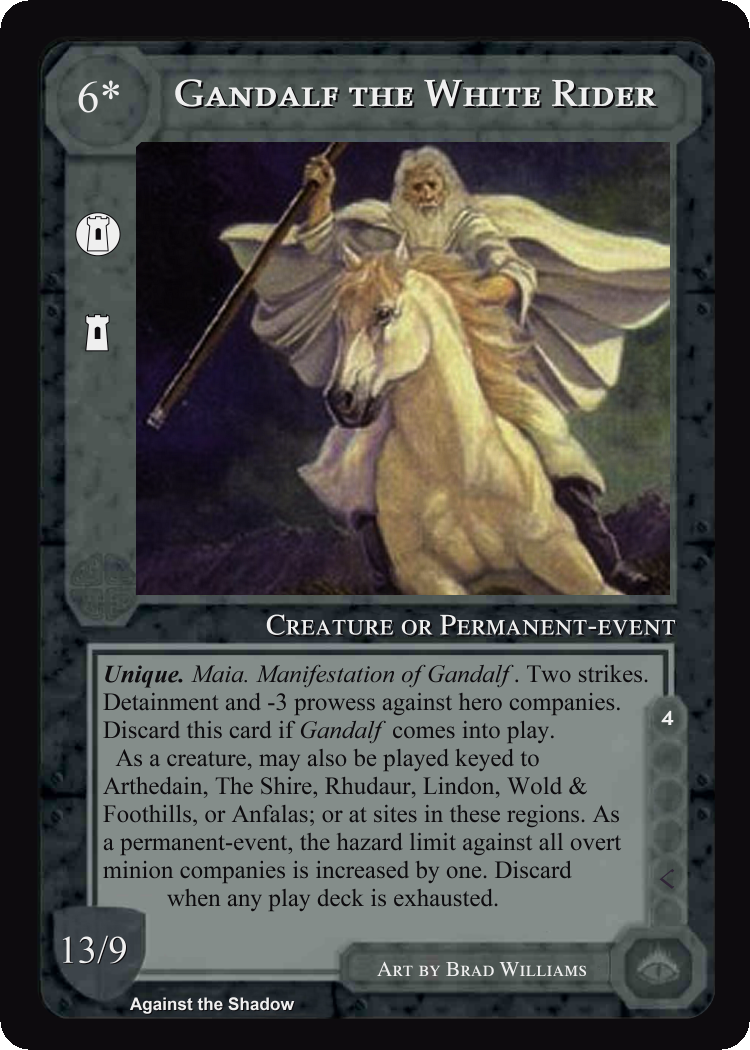 6*
GANDALF THE WHITE RIDER
CREATURE OR PERMANENT-EVENT
Unique. Maia. Manifestation of Gandalf. Two strikes.
Detainment and -3 prowess against hero companies.
Discard this card if Gandalf comes into play.
4
As a creature, may also be played keyed to
Arthedain, The Shire, Rhudaur, Lindon, Wold &
Foothills, or Anfalas; or at sites in these regions. As
a permanent-event, the hazard limit against all overt
minion companies is increased by one. Discard
when any play deck is exhausted.
13/9
ART BY BRAD WILLIAMS
Against the Shadow